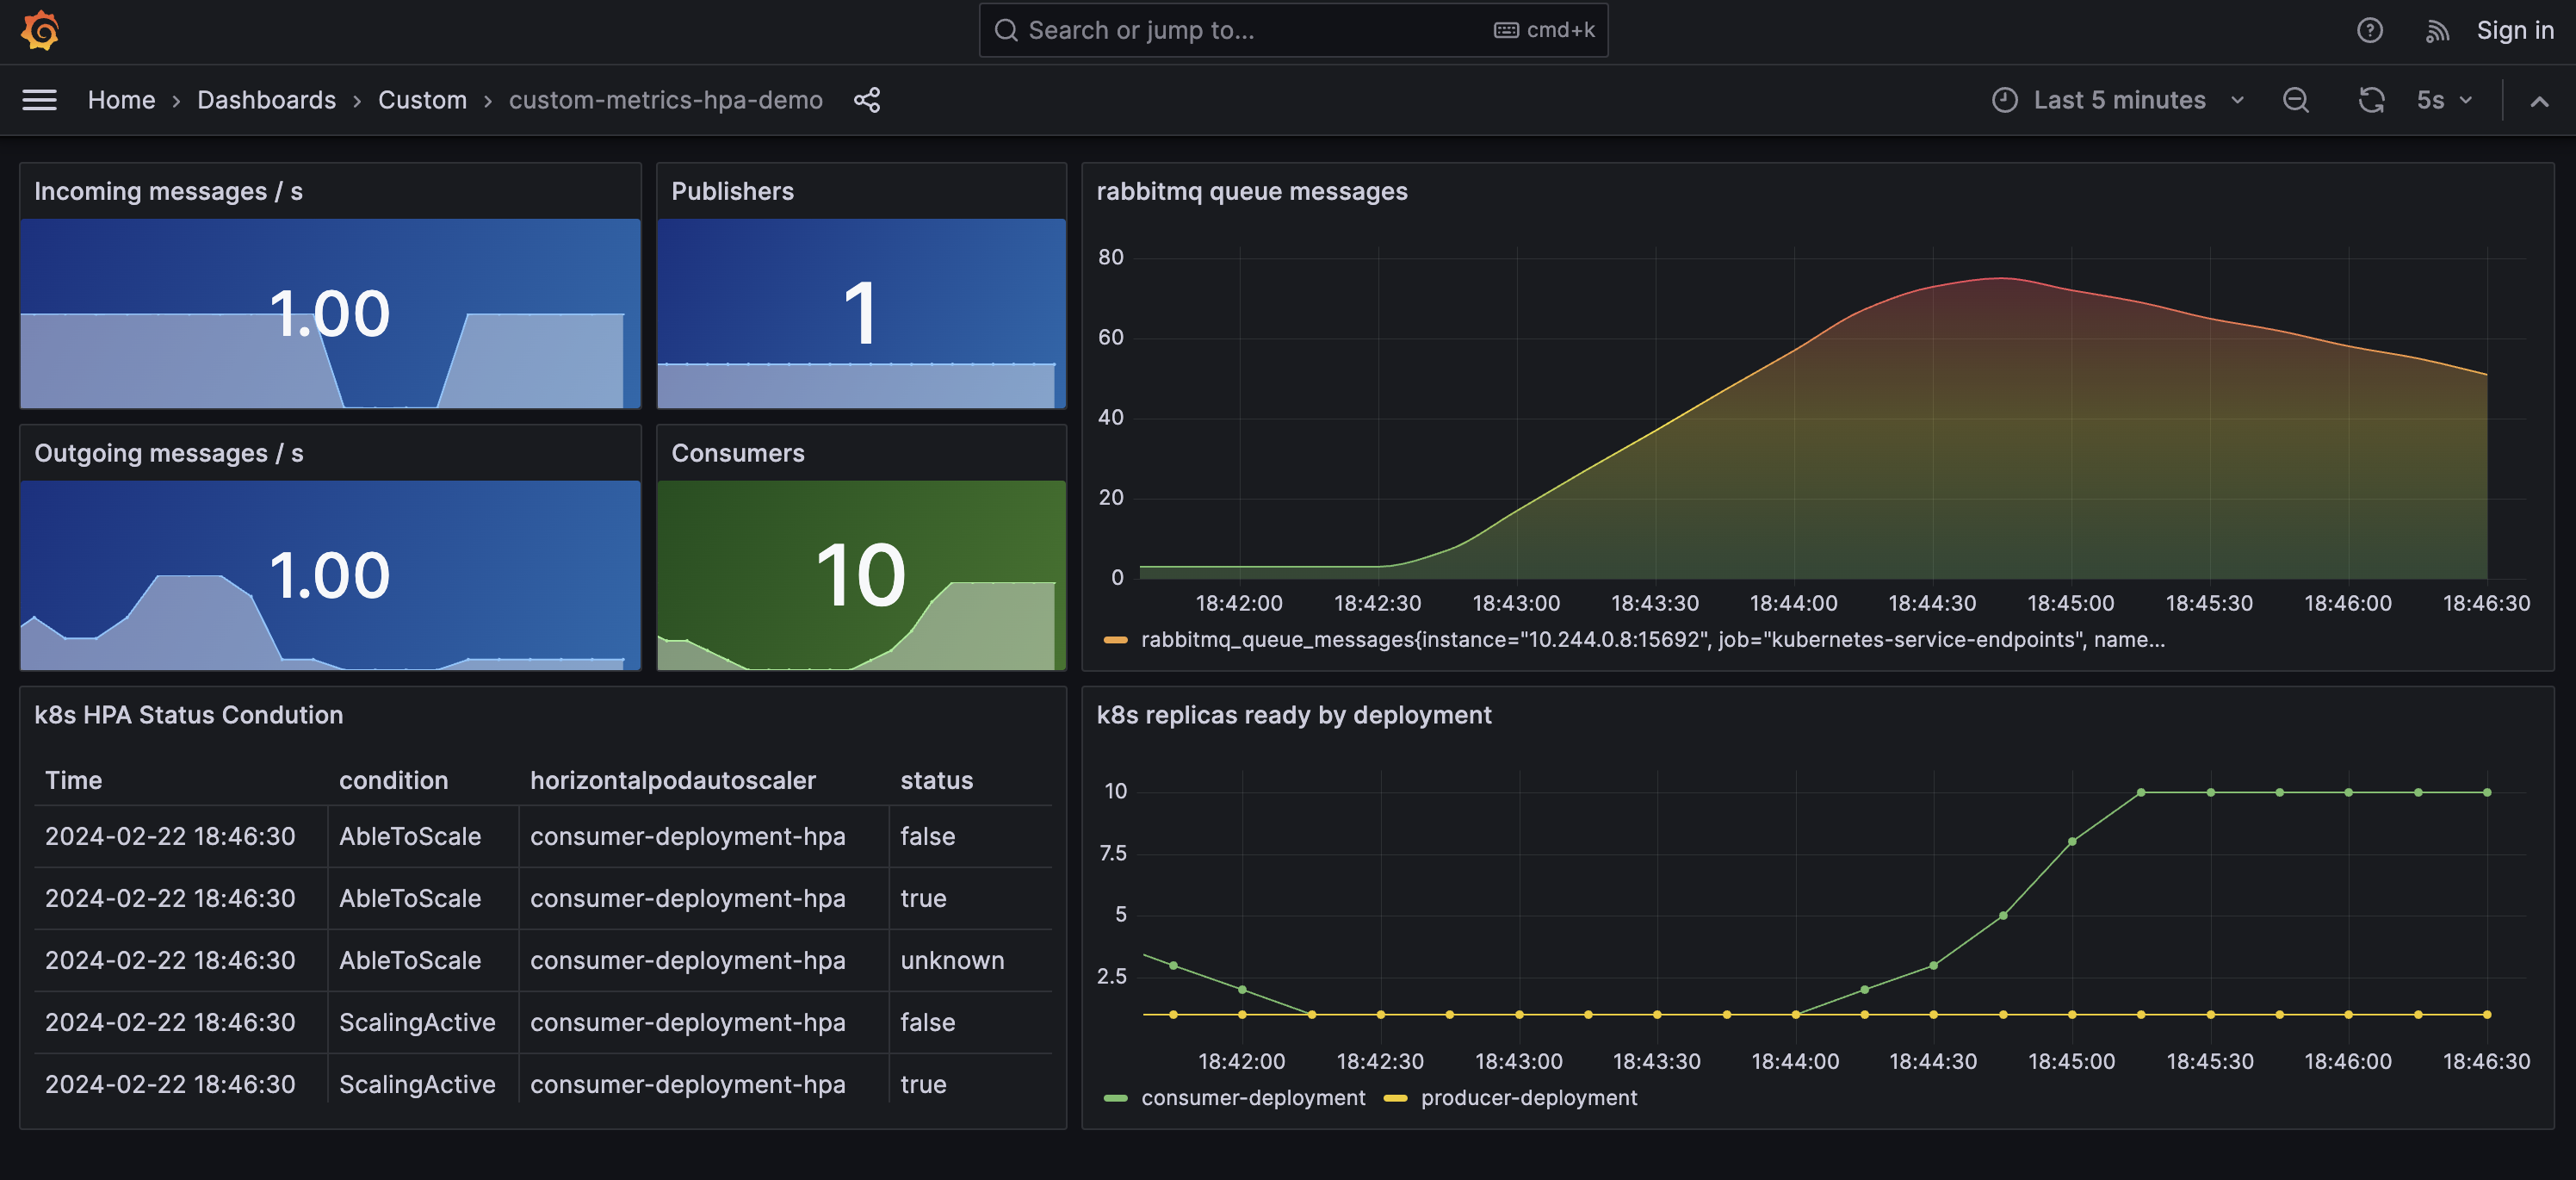 Search or jump to... cmd+k Sign in
Home › Dashboards › Custom › custom-metrics-hpa-demo Last 5 minutes 5s
Incoming messages / s
1.00
Publishers
1
rabbitmq queue messages
80
60
40
20
0
18:42:00 18:42:30 18:43:00 18:43:30 18:44:00 18:44:30 18:45:00 18:45:30 18:46:00 18:46:30
rabbitmq_queue_messages{instance="10.244.0.8:15692", job="kubernetes-service-endpoints", name...
Outgoing messages / s
1.00
Consumers
10
k8s HPA Status Condution
Time condition horizontalpodautoscaler status
2024-02-22 18:46:30 AbleToScale consumer-deployment-hpa false
2024-02-22 18:46:30 AbleToScale consumer-deployment-hpa true
2024-02-22 18:46:30 AbleToScale consumer-deployment-hpa unknown
2024-02-22 18:46:30 ScalingActive consumer-deployment-hpa false
2024-02-22 18:46:30 ScalingActive consumer-deployment-hpa true
k8s replicas ready by deployment
10
7.5
5
2.5
18:42:00 18:42:30 18:43:00 18:43:30 18:44:00 18:44:30 18:45:00 18:45:30 18:46:00 18:46:30
consumer-deployment producer-deployment